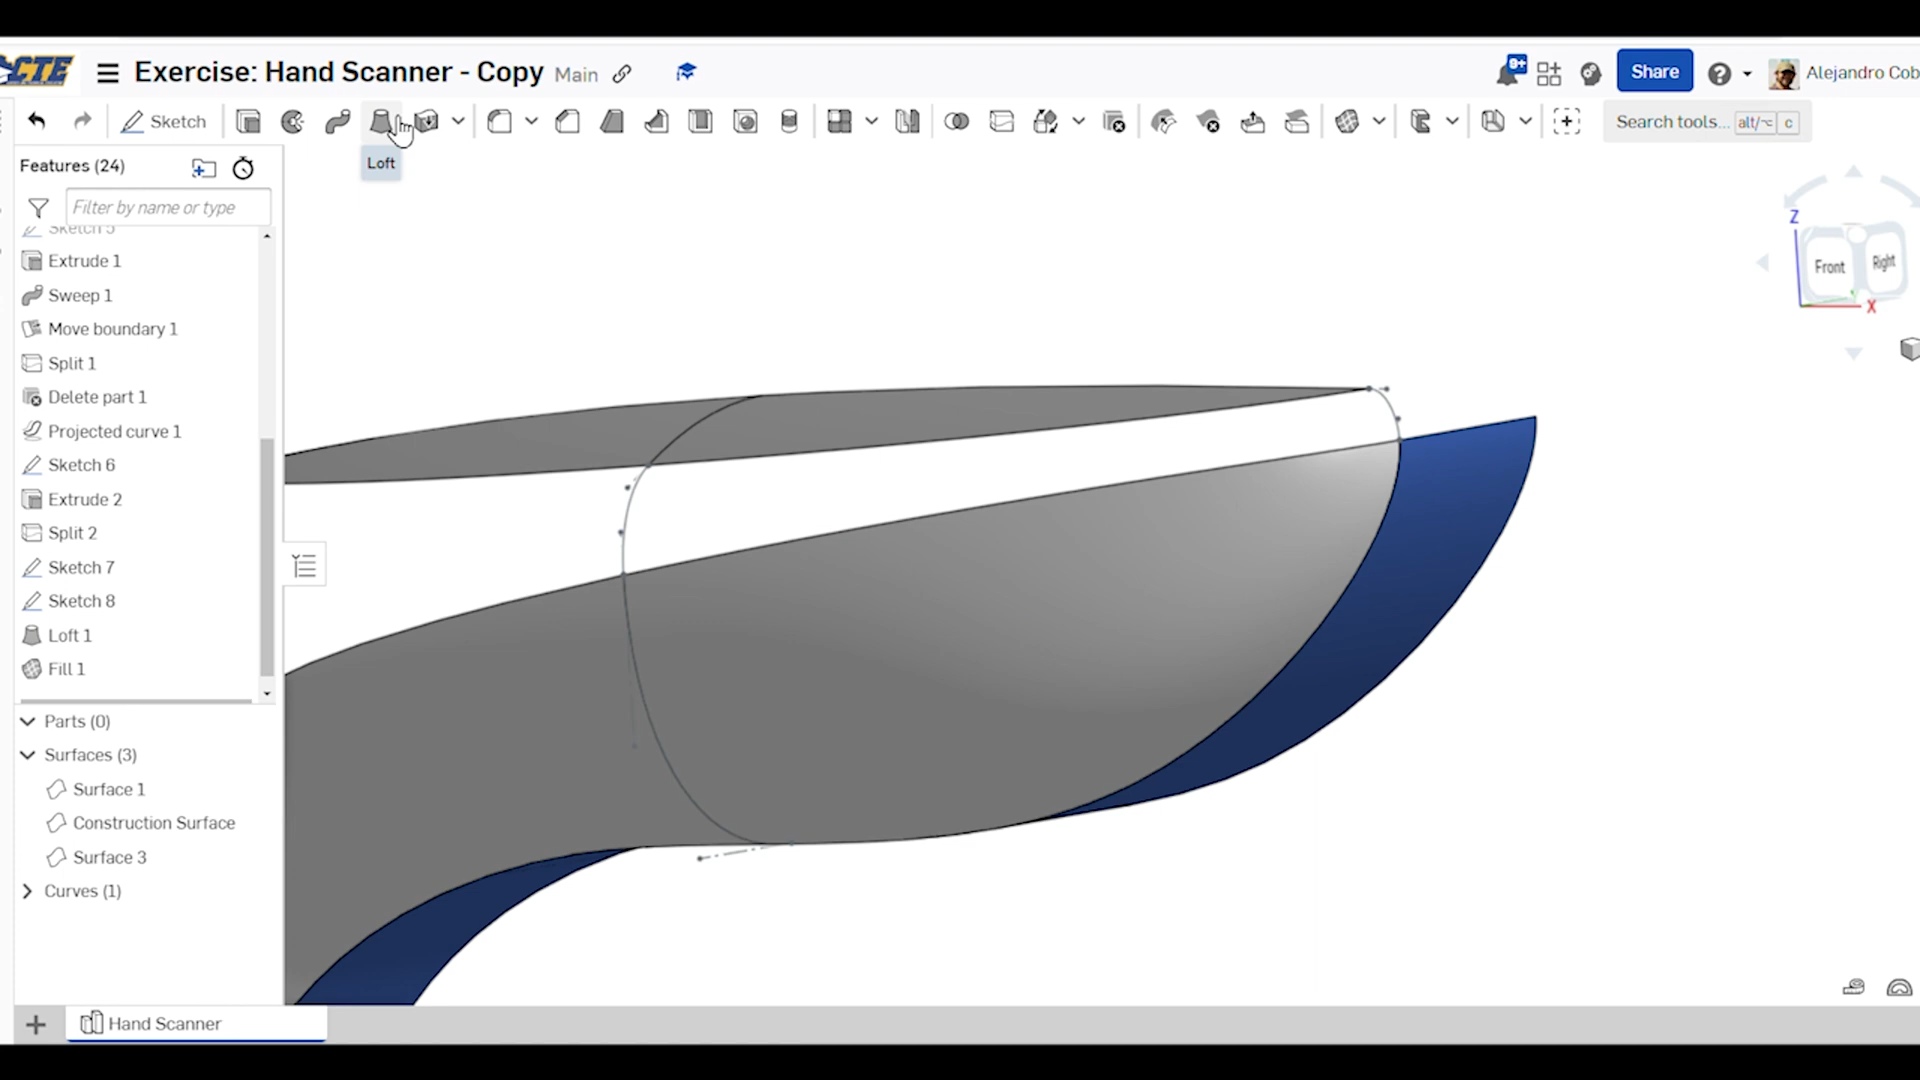 CTE
Exercise: Hand Scanner - Copy Main
9+
Share
Alejandro Cob
Sketch
Search tools... alt/⌥ c
Loft
Features (24)
Filter by name or type
Sketch 5
Extrude 1
Sweep 1
Move boundary 1
Split 1
Delete part 1
Projected curve 1
Sketch 6
Extrude 2
Split 2
Sketch 7
Sketch 8
Loft 1
Fill 1
Parts (0)
Surfaces (3)
Surface 1
Construction Surface
Surface 3
Curves (1)
Z
Front
Right
X
Hand Scanner